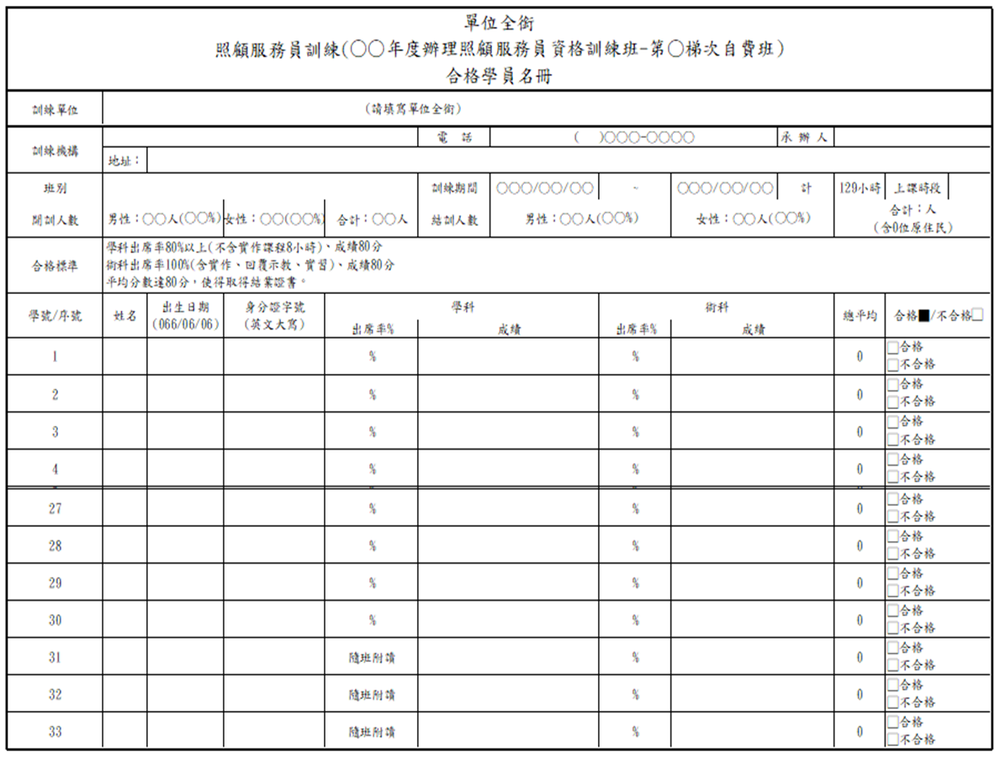 單位全銜
照顧服務員訓練(○○年度辦理照顧服務員資格訓練班-第○梯次自費班)
合格學員名冊
訓練單位 (請填寫單位全銜)
訓練機構 電 話 ( )○○○-○○○○ 承 辦 人
地址：
班別 訓練期間 ○○○/○○/○○ ~ ○○○/○○/○○ 計 129小時 上課時段
開訓人數 男性：○○人(○○%) 女性：○○(○○%) 合計：○○人 結訓人數 男性：○○人(○○%) 女性：○○人(○○%) 合計：人
(含0位原住民)
合格標準 學科出席率80%以上(不含實作課程8小時)、成績80分
術科出席率100%(含實作、回覆示教、實習)、成績80分
平均分數達80分，使得取得結業證書。
學號/序號 姓名 出生日期 身分證字號 學科 術科 總平均 合格■/不合格□
(066/06/06) (英文大寫) 出席率% 成績 出席率% 成績
1 % % 0 □合格
□不合格
2 % % 0 □合格
□不合格
3 % % 0 □合格
□不合格
4 % % 0 □合格
□不合格
27 % % 0 □合格
□不合格
28 % % 0 □合格
□不合格
29 % % 0 □合格
□不合格
30 % % 0 □合格
□不合格
31 隨班附讀 % 0 □合格
□不合格
32 隨班附讀 % 0 □合格
□不合格
33 隨班附讀 % 0 □合格
□不合格